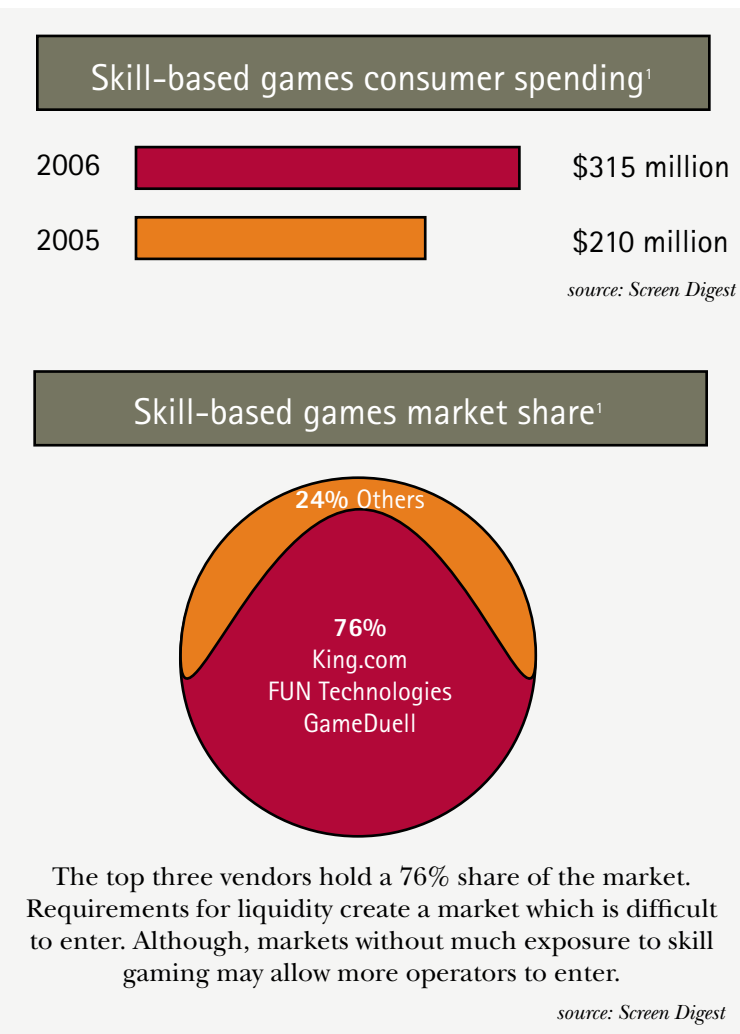 Skill-based games consumer spending¹
2006 $315 million
2005 $210 million
source: Screen Digest
Skill-based games market share¹
24% Others
76%
King.com
FUN Technologies
GameDuell
The top three vendors hold a 76% share of the market.
Requirements for liquidity create a market which is difficult
to enter. Although, markets without much exposure to skill
gaming may allow more operators to enter.
source: Screen Digest